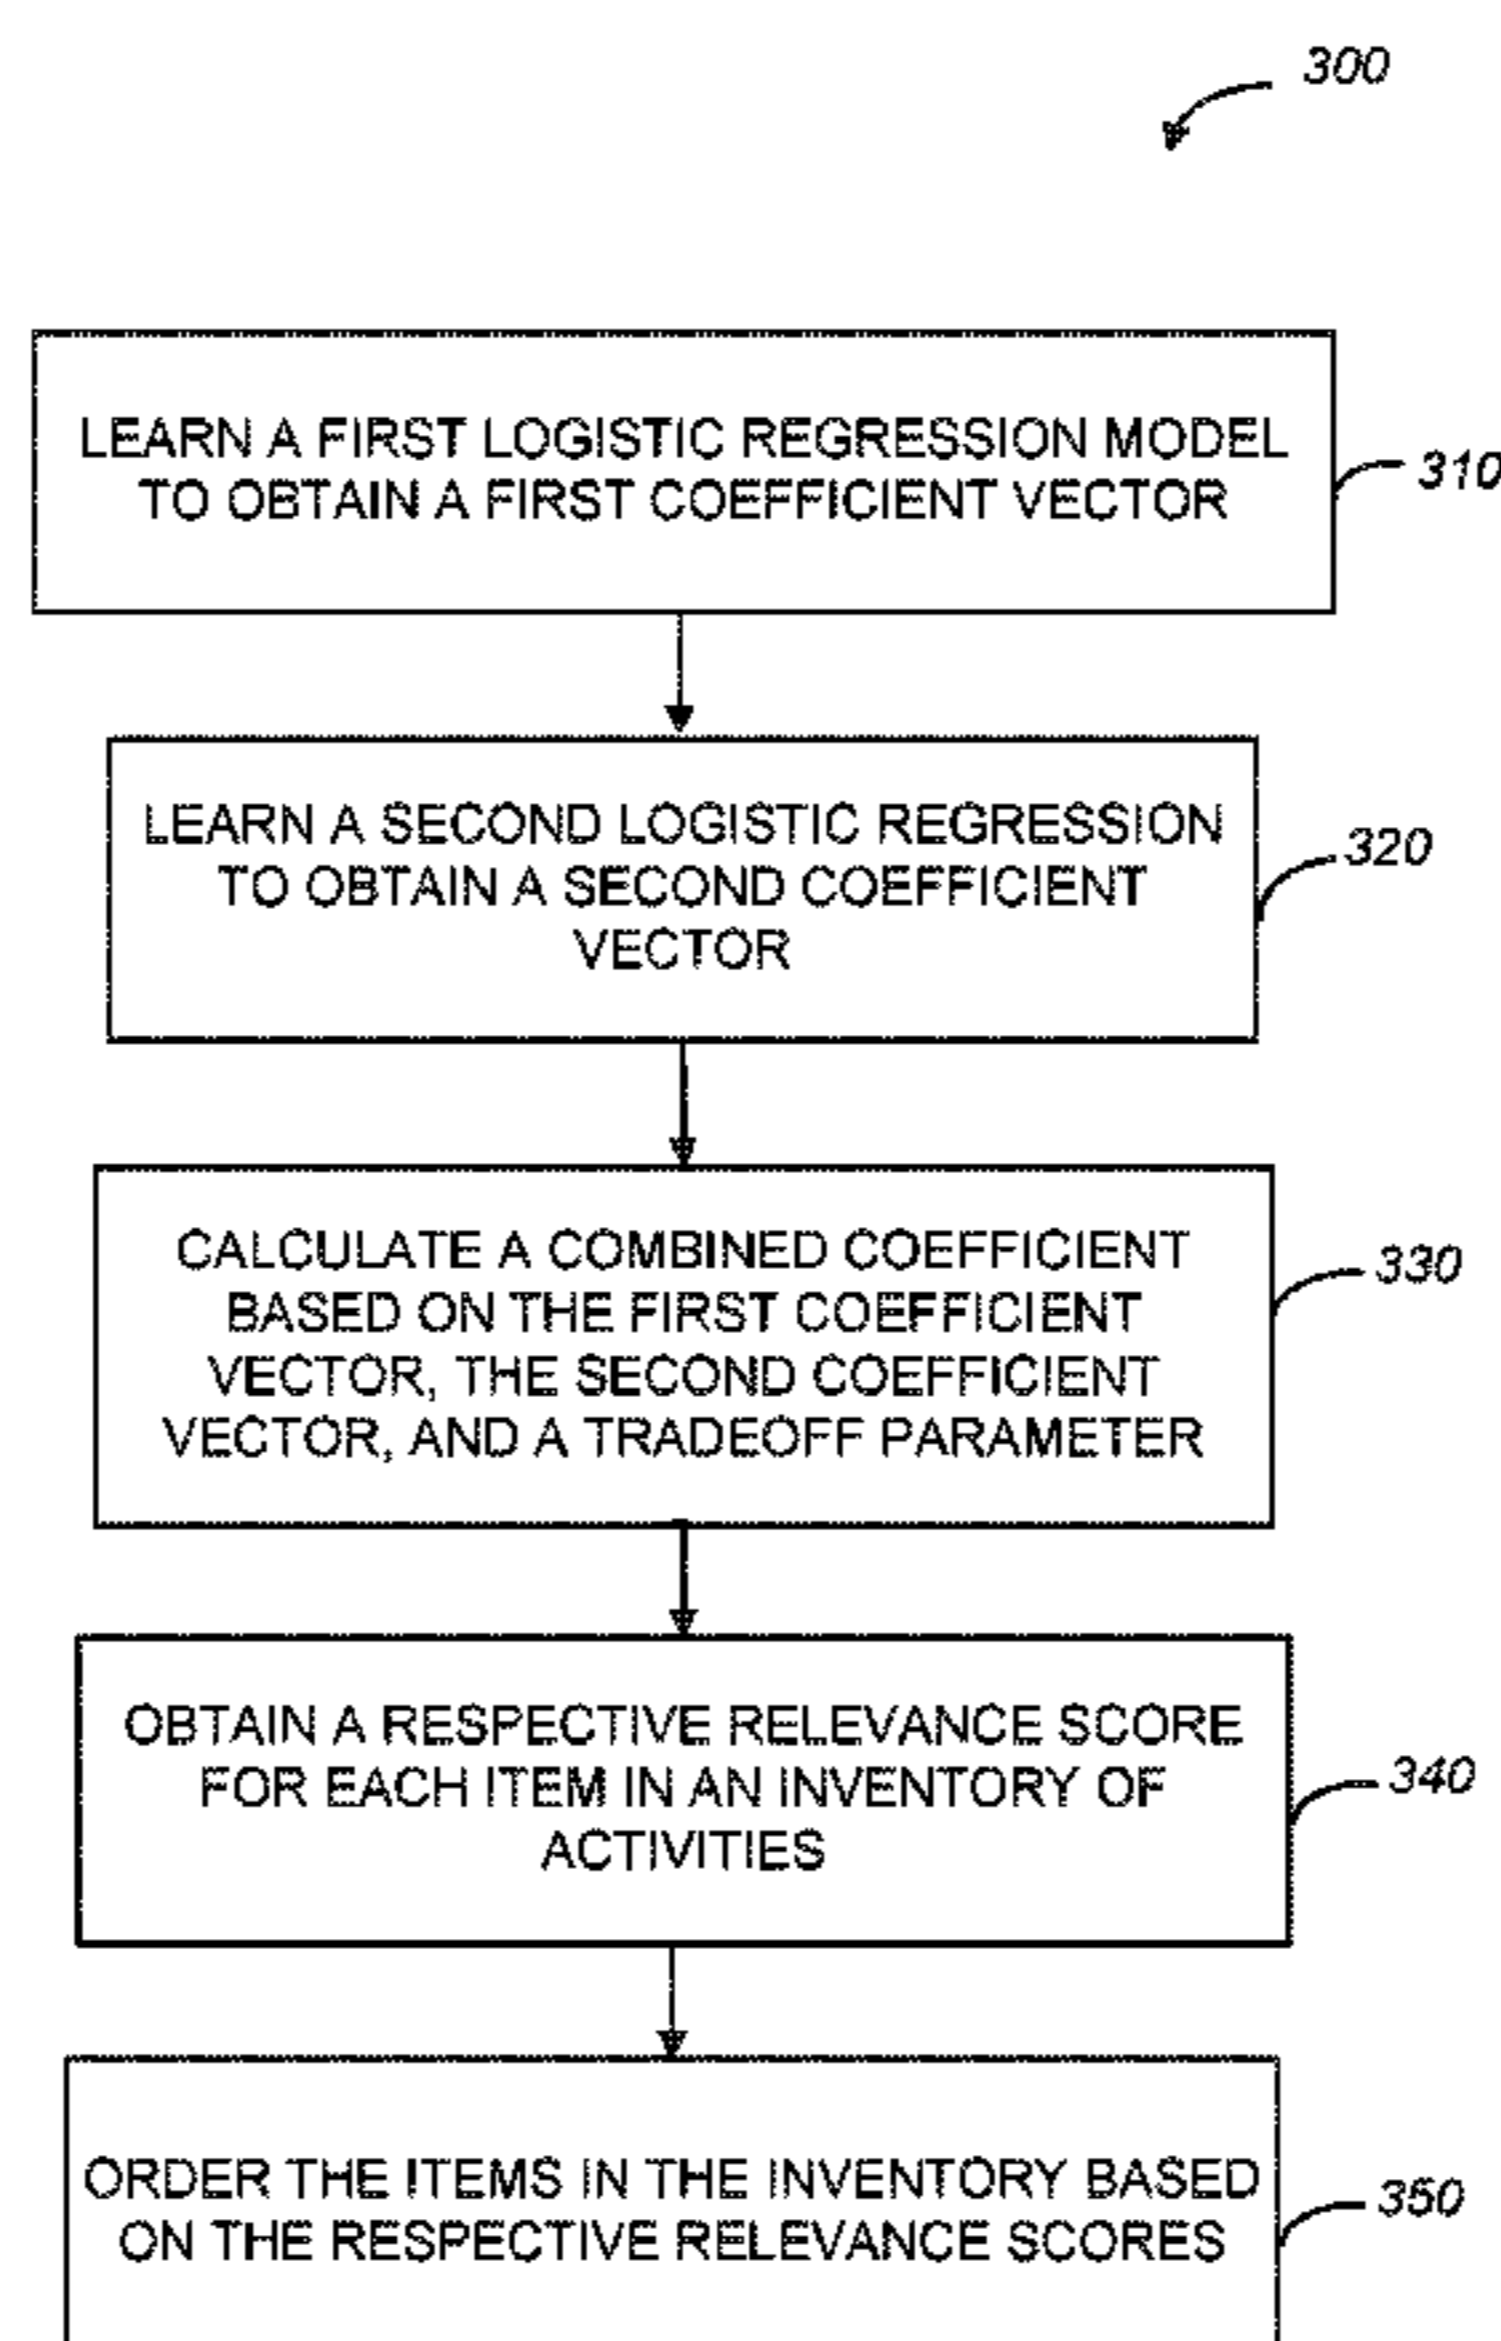 300
LEARN A FIRST LOGISTIC REGRESSION MODEL
TO OBTAIN A FIRST COEFFICIENT VECTOR
310
LEARN A SECOND LOGISTIC REGRESSION
TO OBTAIN A SECOND COEFFICIENT
VECTOR
320
CALCULATE A COMBINED COEFFICIENT
BASED ON THE FIRST COEFFICIENT
VECTOR, THE SECOND COEFFICIENT
VECTOR, AND A TRADEOFF PARAMETER
330
OBTAIN A RESPECTIVE RELEVANCE SCORE
FOR EACH ITEM IN AN INVENTORY OF
ACTIVITIES
340
ORDER THE ITEMS IN THE INVENTORY BASED
ON THE RESPECTIVE RELEVANCE SCORES
350